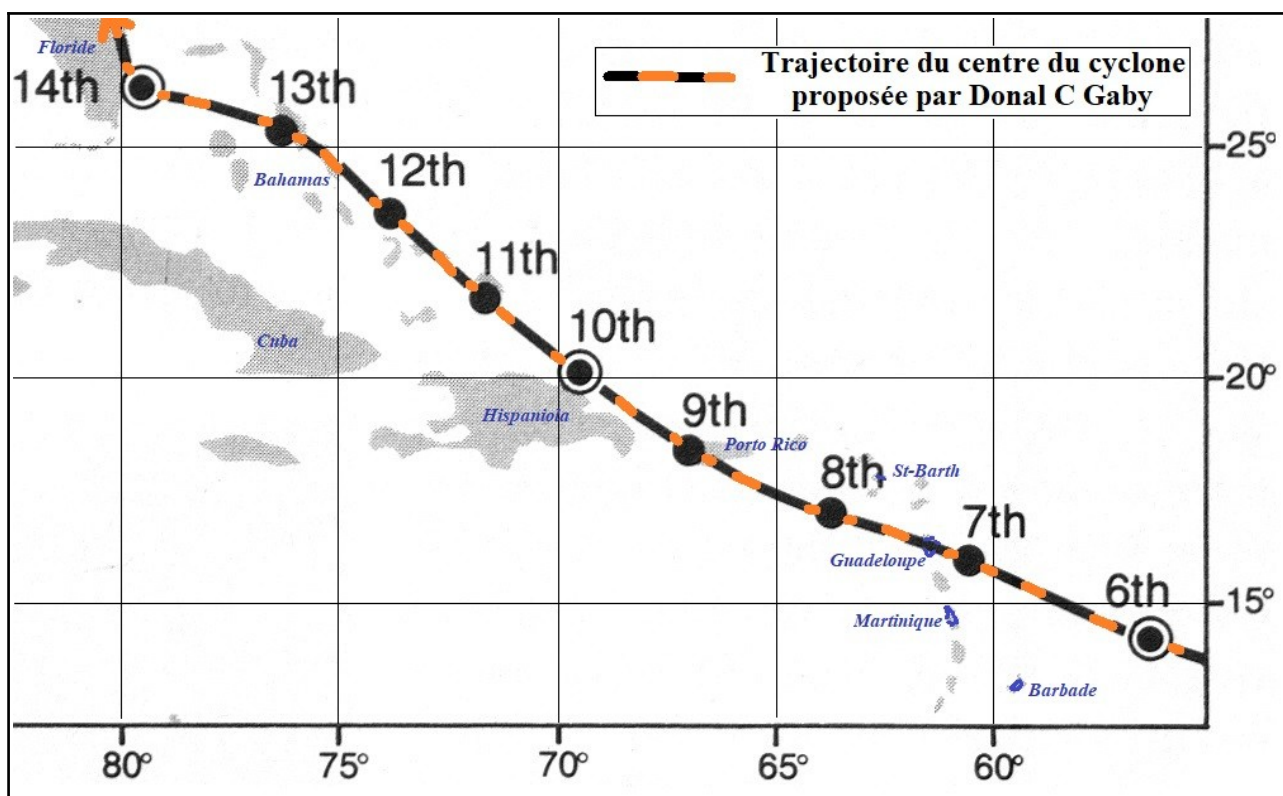 Floride
14th
13th
Trajectoire du centre du cyclone
proposée par Donal C Gaby
25°
Bahamas
12th
11th
Cuba
10th
20°
Hispaniola
9th
Porto Rico
8th
St-Barth
7th
Guadeloupe
6th
15°
Martinique
Barbade
80°
75°
70°
65°
60°